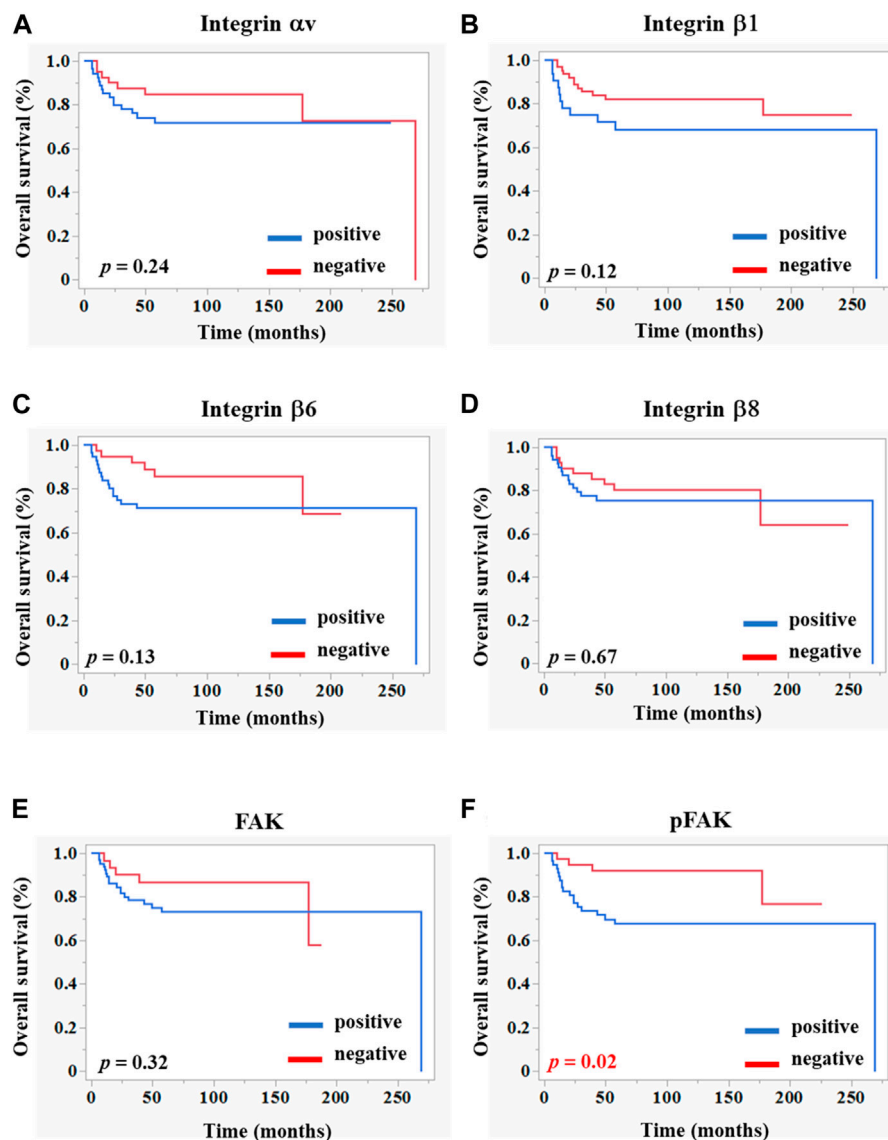 A
Integrin αv
Overall survival (%)
1.0
0.8
0.6
0.4
0.2
0
positive
negative
p = 0.24
0 50 100 150 200 250
Time (months)
B
Integrin β1
Overall survival (%)
1.0
0.8
0.6
0.4
0.2
0
positive
negative
p = 0.12
0 50 100 150 200 250
Time (months)
C
Integrin β6
Overall survival (%)
1.0
0.8
0.6
0.4
0.2
0
positive
negative
p = 0.13
0 50 100 150 200 250
Time (months)
D
Integrin β8
Overall survival (%)
1.0
0.8
0.6
0.4
0.2
0
positive
negative
p = 0.67
0 50 100 150 200 250
Time (months)
E
FAK
Overall survival (%)
1.0
0.8
0.6
0.4
0.2
0
positive
negative
p = 0.32
0 50 100 150 200 250
Time (months)
F
pFAK
Overall survival (%)
1.0
0.8
0.6
0.4
0.2
0
positive
negative
p = 0.02
0 50 100 150 200 250
Time (months)